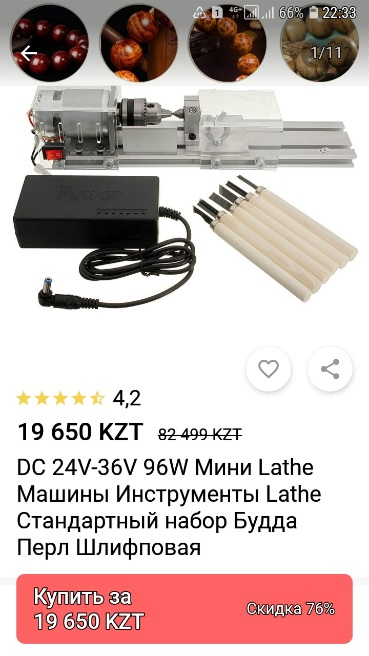 4G+ 66% 22:33
1/11
Power
4,2
19 650 KZT 82 499 KZT
DC 24V-36V 96W Мини Lathe
Машины Инструменты Lathe
Стандартный набор Будда
Перл Шлифповая
Купить за
19 650 KZT
Скидка 76%